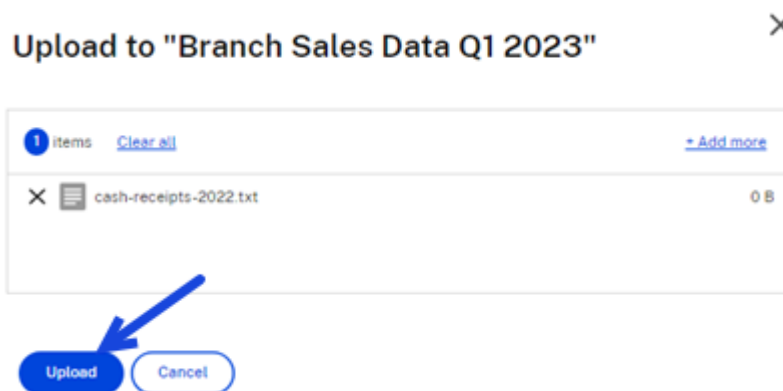 Upload to "Branch Sales Data Q1 2023"
1 items Clear all + Add more
cash-receipts-2022.txt 0 B
Upload Cancel